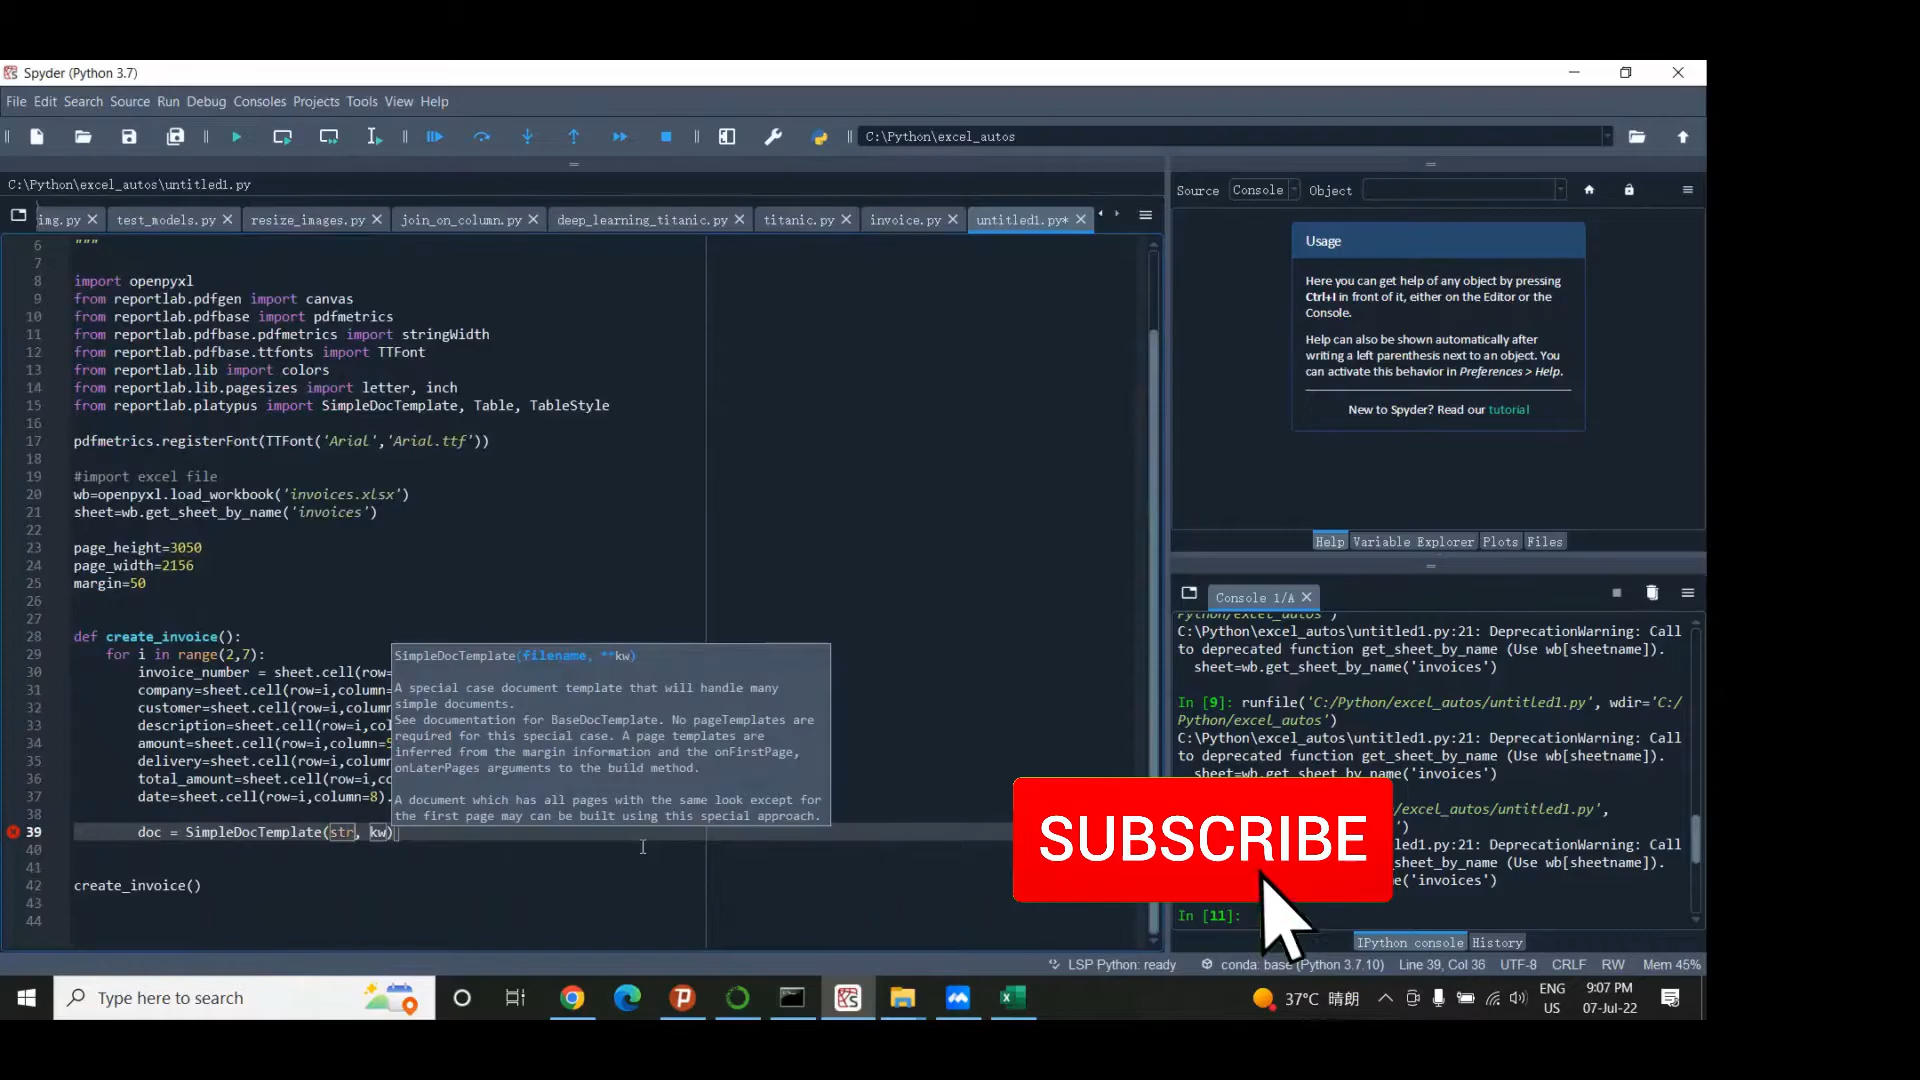 Spyder (Python 3.7)
File Edit Search Source Run Debug Consoles Projects Tools View Help
C:\Python\excel_autos
C:\Python\excel_autos\untitled1.py
img.py test_models.py resize_images.py join_on_column.py deep_learning_titanic.py titanic.py invoice.py untitled1.py*
6 """
7
8 import openpyxl
9 from reportlab.pdfgen import canvas
10 from reportlab.pdfbase import pdfmetrics
11 from reportlab.pdfbase.pdfmetrics import stringWidth
12 from reportlab.pdfbase.ttfonts import TTFont
13 from reportlab.lib import colors
14 from reportlab.lib.pagesizes import letter, inch
15 from reportlab.platypus import SimpleDocTemplate, Table, TableStyle
16
17 pdfmetrics.registerFont(TTFont('Arial','Arial.ttf'))
18
19 #import excel file
20 wb=openpyxl.load_workbook('invoices.xlsx')
21 sheet=wb.get_sheet_by_name('invoices')
22
23 page_height=3050
24 page_width=2156
25 margin=50
26
27
28 def create_invoice():
29 for i in range(2,7):
30 invoice_number = sheet.cell(row=
31 company=sheet.cell(row=i,column=
32 customer=sheet.cell(row=i,column
33 description=sheet.cell(row=i,col
34 amount=sheet.cell(row=i,column=5
35 delivery=sheet.cell(row=i,column
36 total_amount=sheet.cell(row=i,co
37 date=sheet.cell(row=i,column=8).
38
39 doc = SimpleDocTemplate(str, kw)
40
41
42 create_invoice()
43
44
SimpleDocTemplate(filename, **kw)
A special case document template that will handle many
simple documents.
See documentation for BaseDocTemplate. No pageTemplates are
required for this special case. A page templates are
inferred from the margin information and the onFirstPage,
onLaterPages arguments to the build method.
A document which has all pages with the same look except for
the first page may can be built using this special approach.
Source Console Object
Usage
Here you can get help of any object by pressing
Ctrl+I in front of it, either on the Editor or the
Console.
Help can also be shown automatically after
writing a left parenthesis next to an object. You
can activate this behavior in Preferences > Help.
New to Spyder? Read our tutorial
Help Variable Explorer Plots Files
Console 1/A
Python/excel_autos')
C:\Python\excel_autos\untitled1.py:21: DeprecationWarning: Call
to deprecated function get_sheet_by_name (Use wb[sheetname]).
sheet=wb.get_sheet_by_name('invoices')
In [9]: runfile('C:/Python/excel_autos/untitled1.py', wdir='C:/
Python/excel_autos')
C:\Python\excel_autos\untitled1.py:21: DeprecationWarning: Call
to deprecated function get_sheet_by_name (Use wb[sheetname]).
sheet=wb.get_sheet_by_name('invoices')
/excel_autos/untitled1.py',
')
l1.py:21: DeprecationWarning: Call
et_by_name (Use wb[sheetname]).
e('invoices')
In [11]:
SUBSCRIBE
IPython console History
LSP Python: ready conda: base (Python 3.7.10) Line 39, Col 36 UTF-8 CRLF RW Mem 45%
Type here to search
37°C 晴朗
ENG
US
9:07 PM
07-Jul-22